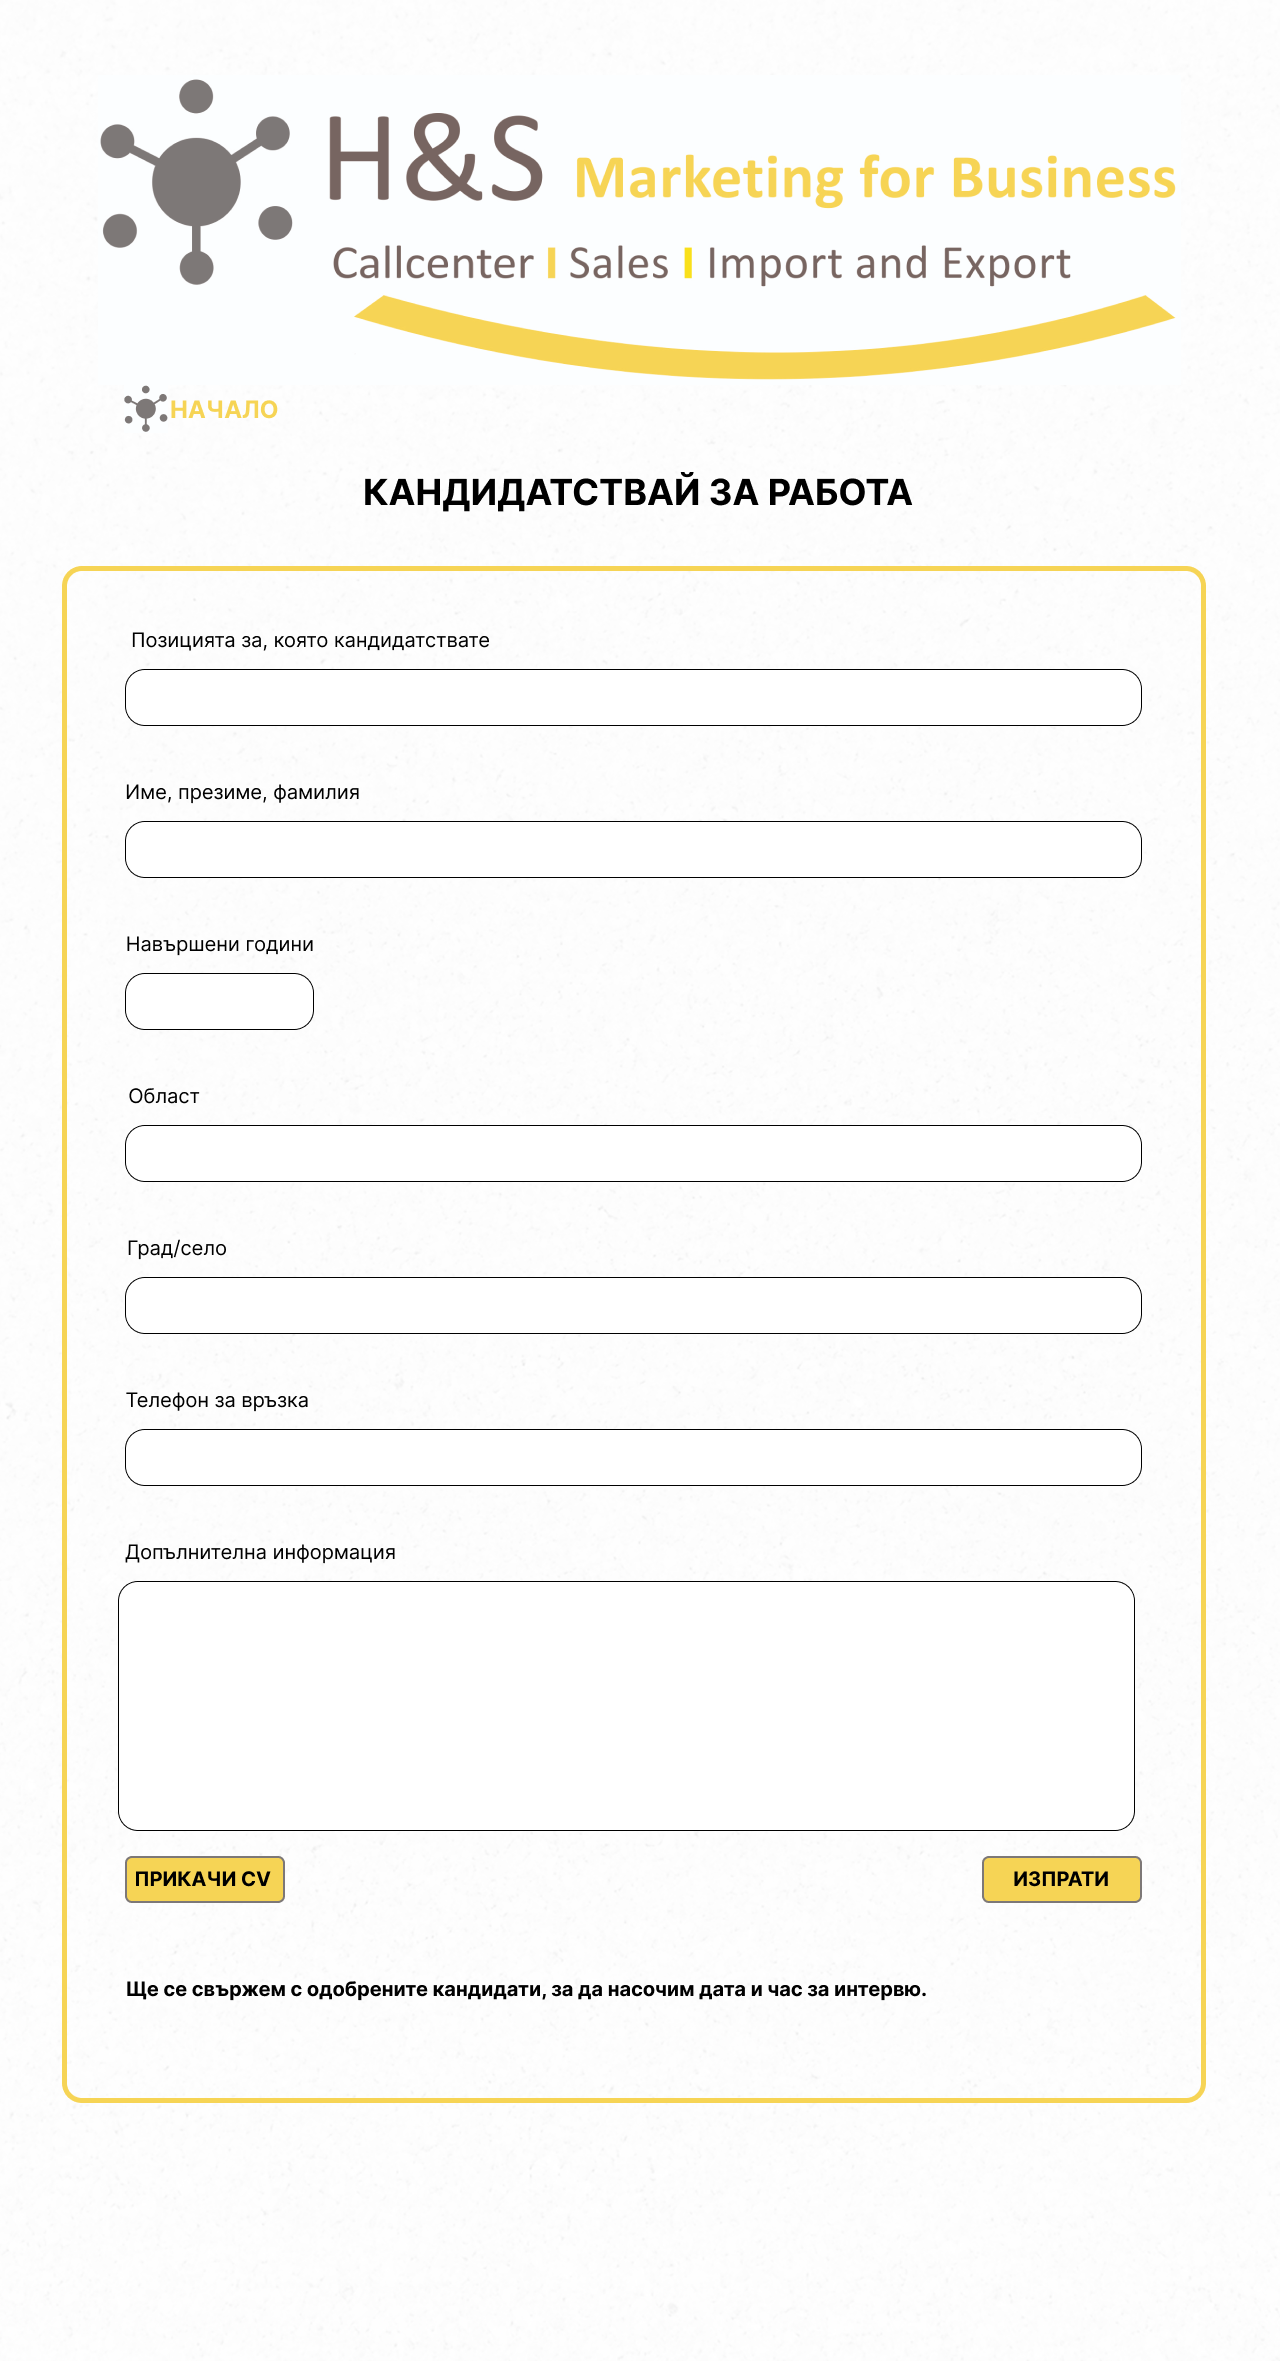 H&S Marketing for Business
Callcenter I Sales I Import and Export
НАЧАЛО
КАНДИДАТСТВАЙ ЗА РАБОТА
Позицията за, която кандидатствате
Име, презиме, фамилия
Навършени години
Област
Град/село
Телефон за връзка
Допълнителна информация
ПРИКАЧИ CV
ИЗПРАТИ
Ще се свържем с одобрените кандидати, за да насочим дата и час за интервю.